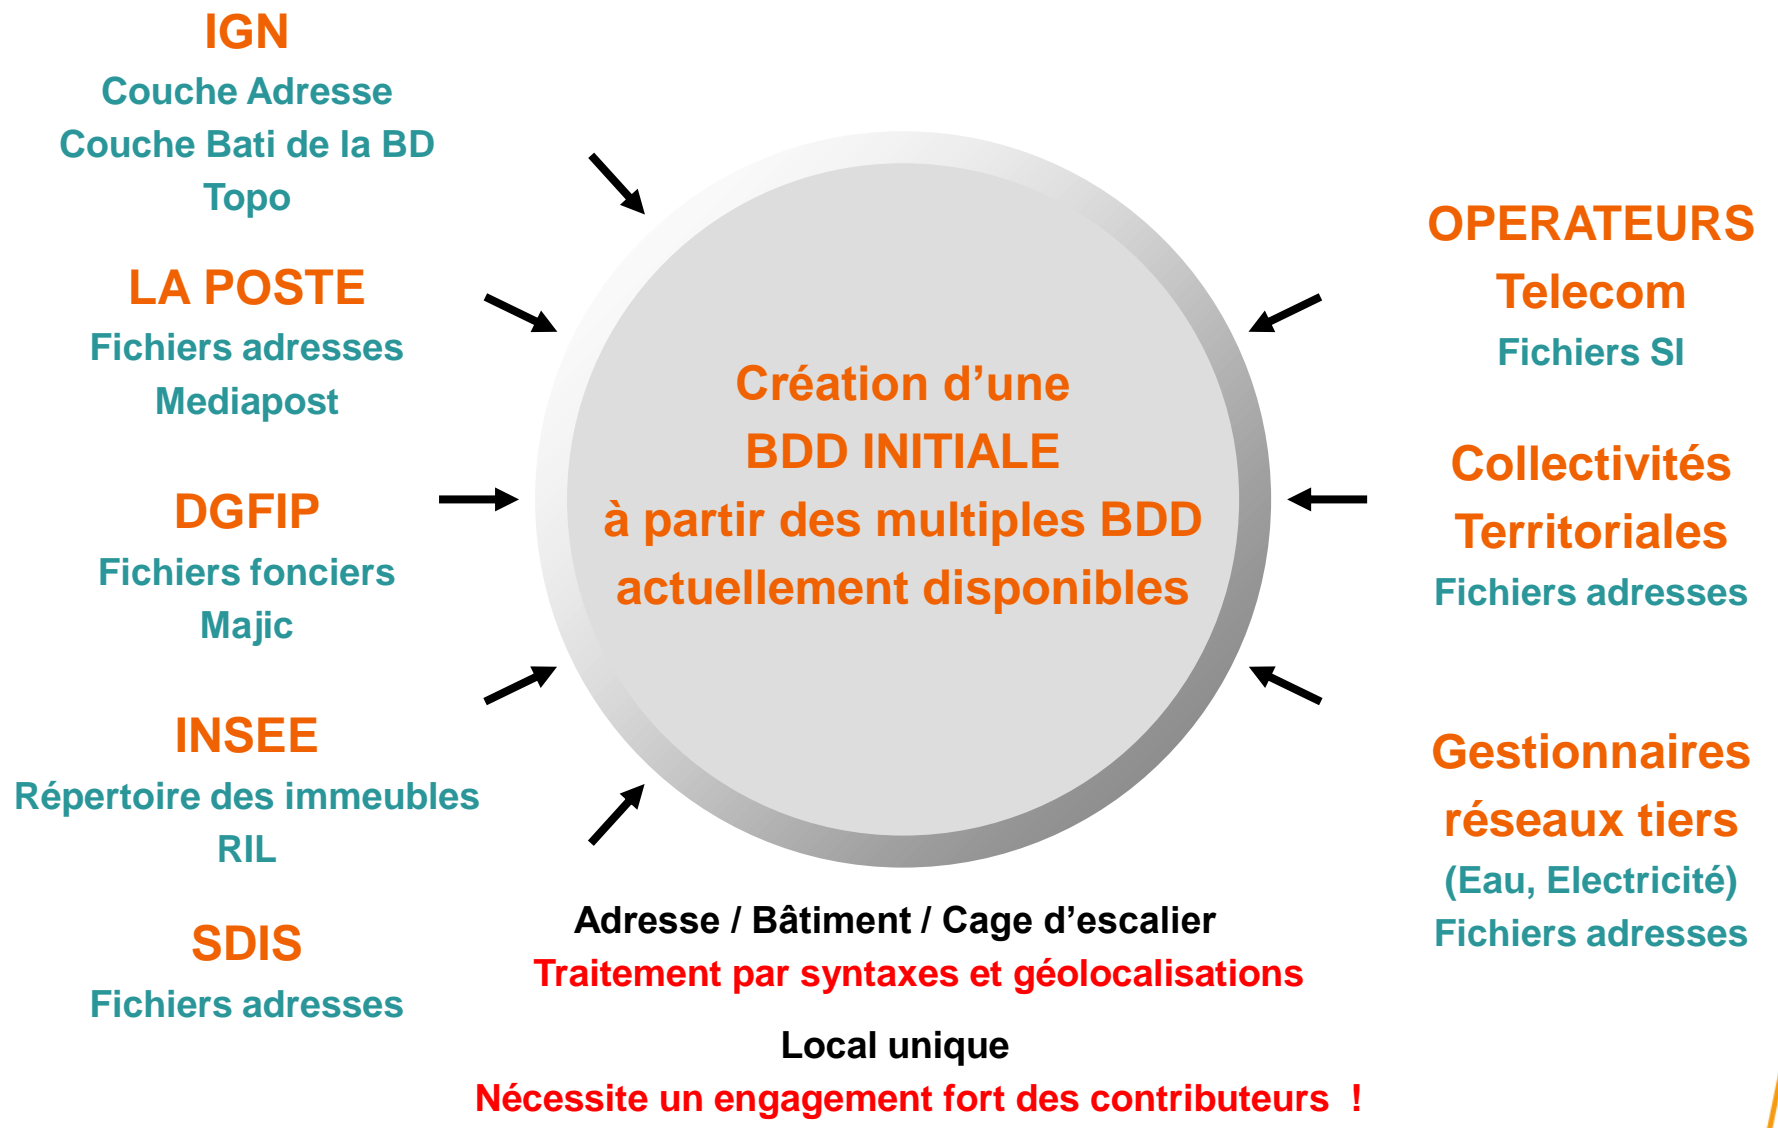 IGN
Couche Adresse
Couche Bati de la BD
Topo
LA POSTE
Fichiers adresses
Mediapost
DGFIP
Fichiers fonciers
Majic
INSEE
Répertoire des immeubles
RIL
SDIS
Fichiers adresses
Création d’une
BDD INITIALE
à partir des multiples BDD
actuellement disponibles
OPERATEURS
Telecom
Fichiers SI
Collectivités
Territoriales
Fichiers adresses
Gestionnaires
réseaux tiers
(Eau, Electricité)
Fichiers adresses
Adresse / Bâtiment / Cage d’escalier
Traitement par syntaxes et géolocalisations
Local unique
Nécessite un engagement fort des contributeurs !